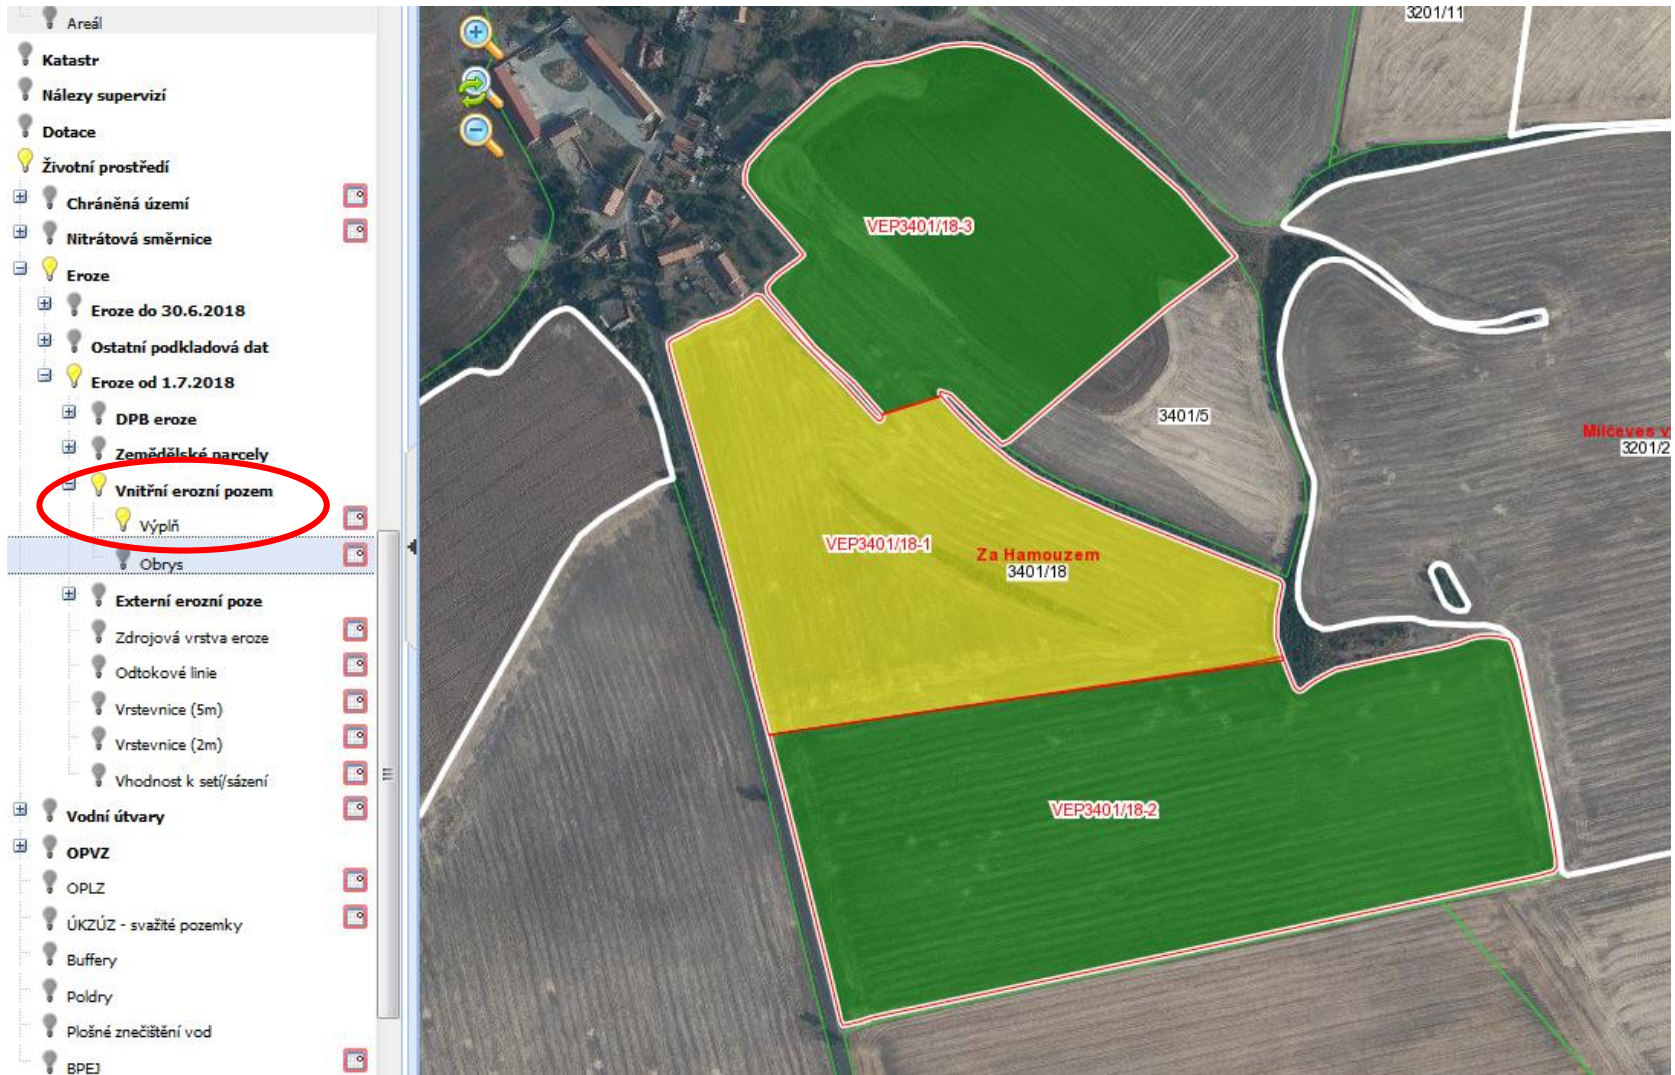 Areál
Katastr
Nálezy supervizí
Dotace
Životní prostředí
Chráněná území
Nitrátová směrnice
Eroze
Eroze do 30.6.2018
Ostatní podkladová dat
Eroze od 1.7.2018
DPB eroze
Zemědělské parcely
Vnitřní erozní pozem
Výplň
Obrys
Externí erozní poze
Zdrojová vrstva eroze
Odtokové linie
Vrstevnice (5m)
Vrstevnice (2m)
Vhodnost k setí/sázení
Vodní útvary
OPVZ
OPLZ
ÚKZÚZ - svažité pozemky
Buffery
Poldry
Plošné znečištění vod
BPEJ
3201/11
VEP3401/18-3
3401/5
Milčeves v
3201/2
VEP3401/18-1
Za Hamouzem
3401/18
VEP3401/18-2